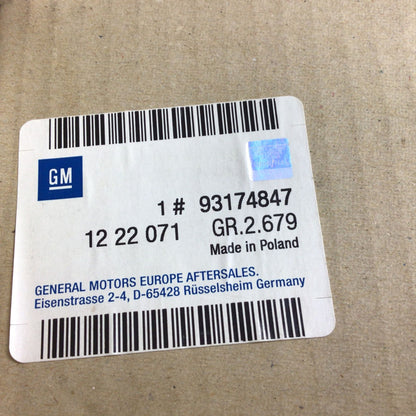 GM
1 # 93174847
12 22 071 GR.2.679
Made in Poland
GENERAL MOTORS EUROPE AFTERSALES.
Eisenstrasse 2-4, D-65428 Rüsselsheim Germany